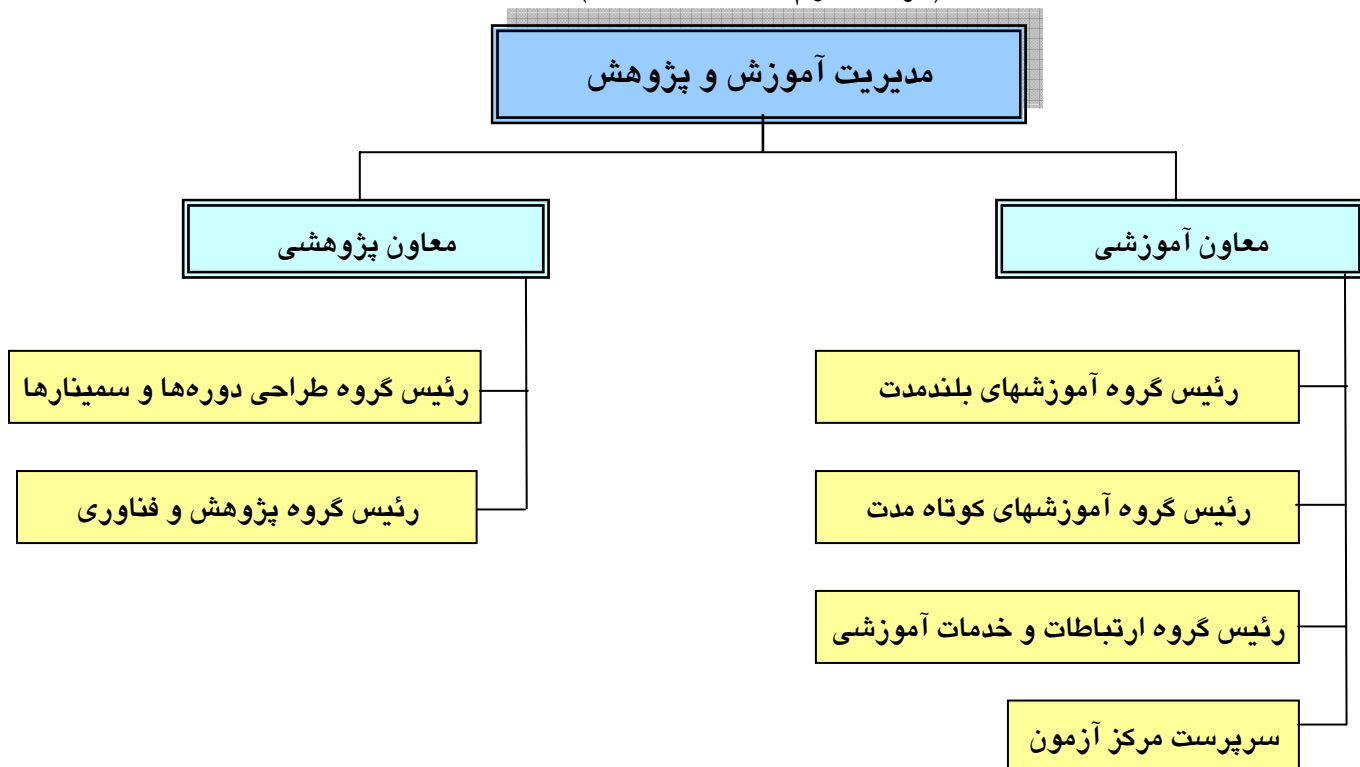 مدیریت آموزش و پژوهش
معاون آموزشی
معاون پژوهشی
رئیس گروه آموزشهای بلندمدت
رئیس گروه طراحی دوره‌ها و سمینارها
رئیس گروه آموزشهای کوتاه مدت
رئیس گروه پژوهش و فناوری
رئیس گروه ارتباطات و خدمات آموزشی
سرپرست مرکز آزمون